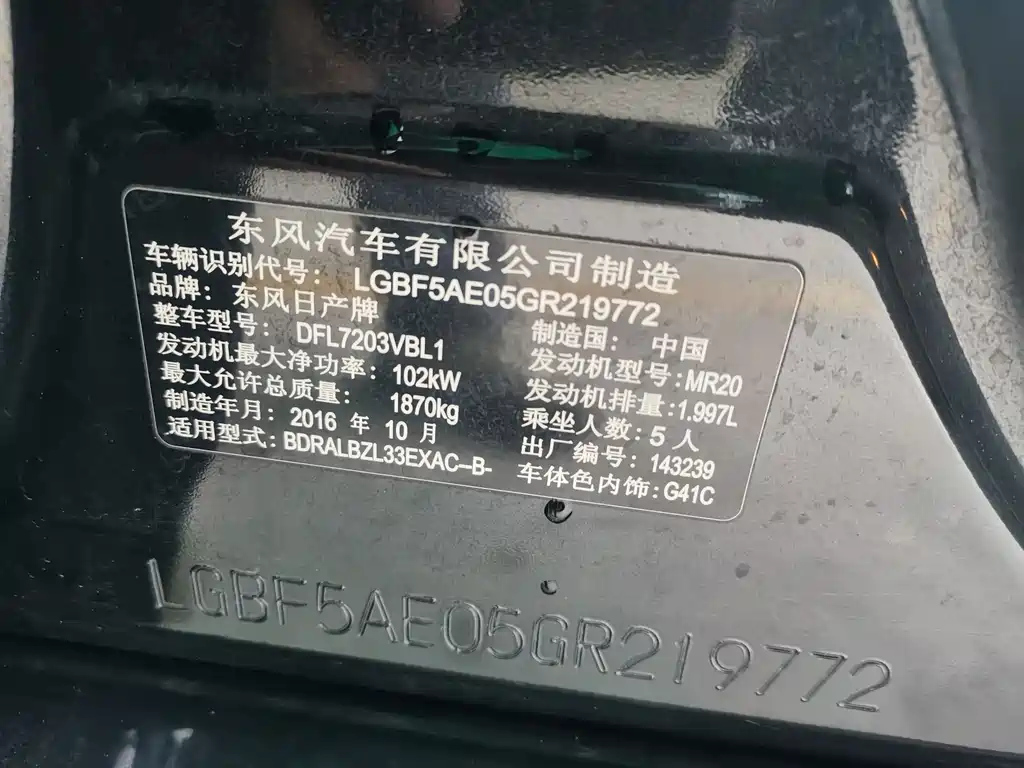 东风汽车有限公司制造
车辆识别代号: LGBF5AE05GR219772
品牌: 东风日产牌 制造国: 中国
整车型号: DFL7203VBL1 发动机型号:MR20
发动机最大净功率: 102kW 发动机排量:1.997L
最大允许总质量: 1870kg 乘坐人数:5 人
制造年月: 2016 年 10 月 出厂编号: 143239
适用型式: BDRALBZL33EXAC-B- 车体色内饰:G41C
LGBF5AE05GR219772